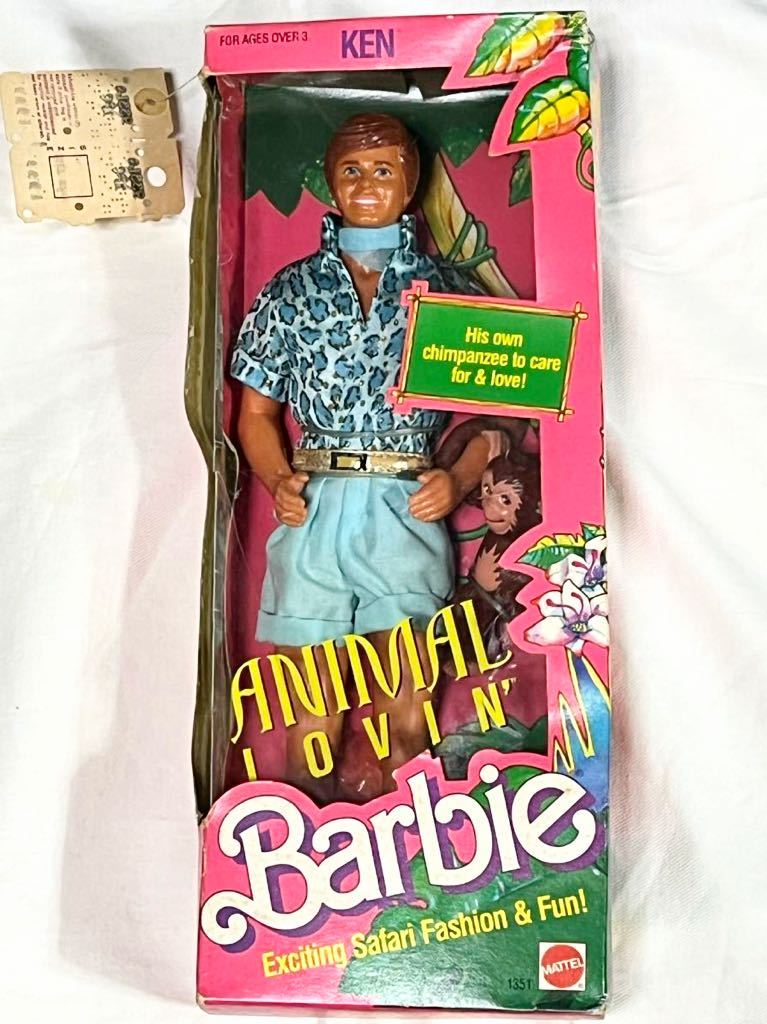 FOR AGES OVER 3
KEN
SIZE
His own
chimpanzee to care
for & love!
ANIMAL
LOVIN'
Barbie
Exciting Safari Fashion & Fun!
1351
MATTEL